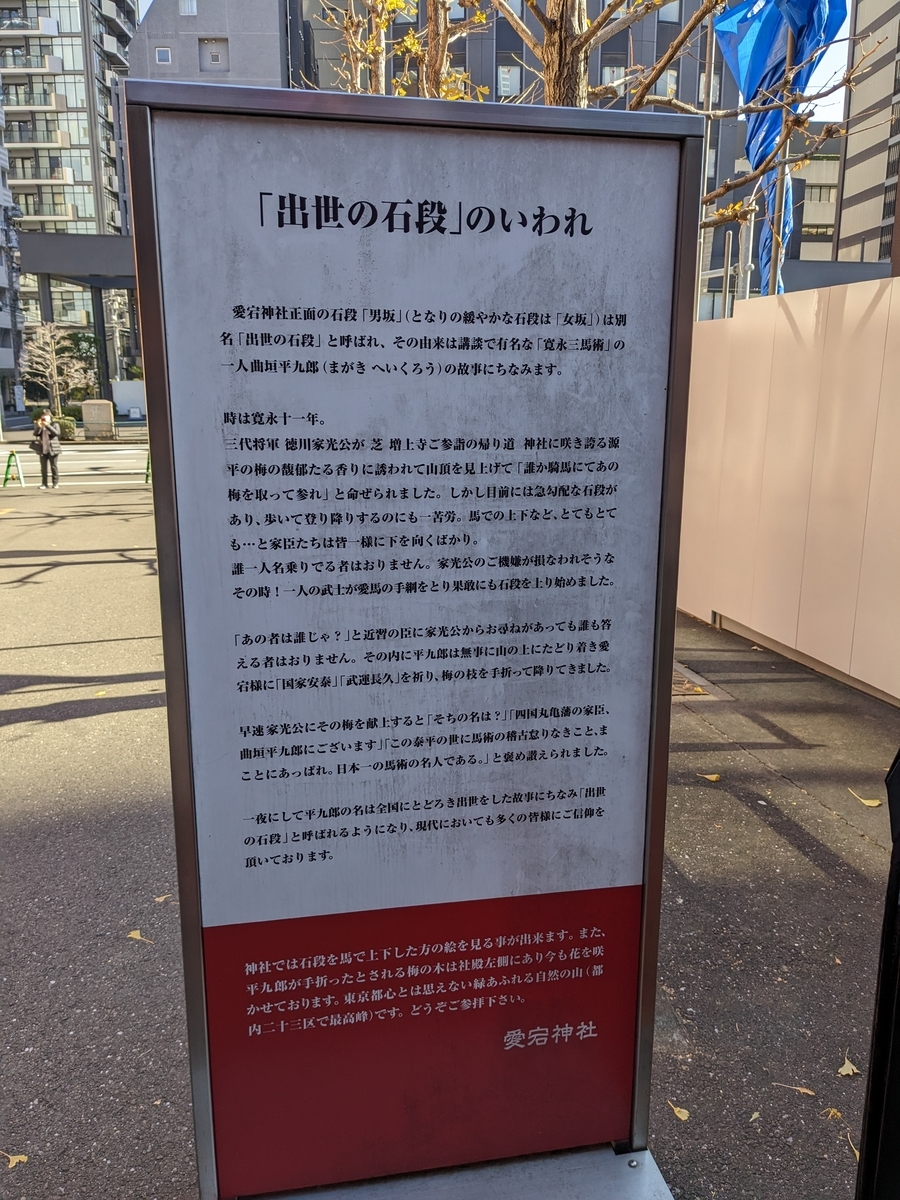 「出世の石段」のいわれ
愛宕神社正面の石段「男坂」(となりの緩やかな石段は「女坂」)は別
名「出世の石段」と呼ばれ、その由来は講談で有名な「寛永三馬術」の
一人曲垣平九郎(まがき へいくろう)の故事にちなみます。
時は寛永十一年。
三代将軍 徳川家光公が 芝 増上寺ご参詣の帰り道 神社に咲き誇る源
平の梅の馥郁たる香りに誘われて山頂を見上げて「誰か騎馬にてあの
梅を取って参れ」と命ぜられました。しかし目前には急勾配な石段が
あり、歩いて登り降りするのにも一苦労。馬での上下など、とてもとて
も…と家臣たちは皆一様に下を向くばかり。
誰一人名乗りでる者はおりません。家光公のご機嫌が損なわれそうな
その時！一人の武士が愛馬の手綱をとり果敢にも石段を上り始めました。
「あの者は誰じゃ？」と近習の臣に家光公からお尋ねがあっても誰も答
える者はおりません。その内に平九郎は無事に山の上にたどり着き愛
宕様に「国家安泰」「武運長久」を祈り、梅の枝を手折って降りてきました。
早速家光公にその梅を献上すると「そちの名は？」「四国丸亀藩の家臣、
曲垣平九郎にございます」「この泰平の世に馬術の稽古怠りなきこと、ま
ことにあっぱれ。日本一の馬術の名人である。」と褒め讃えられました。
一夜にして平九郎の名は全国にとどろき出世をした故事にちなみ「出世
の石段」と呼ばれるようになり、現代においても多くの皆様にご信仰を
頂いております。
神社では石段を馬で上下した方の絵を見る事が出来ます。また、
平九郎が手折ったとされる梅の木は社殿左側にあり今も花を咲
かせております。東京都心とは思えない緑あふれる自然の山(都
内二十三区で最高峰)です。どうぞご参拝下さい。
愛宕神社